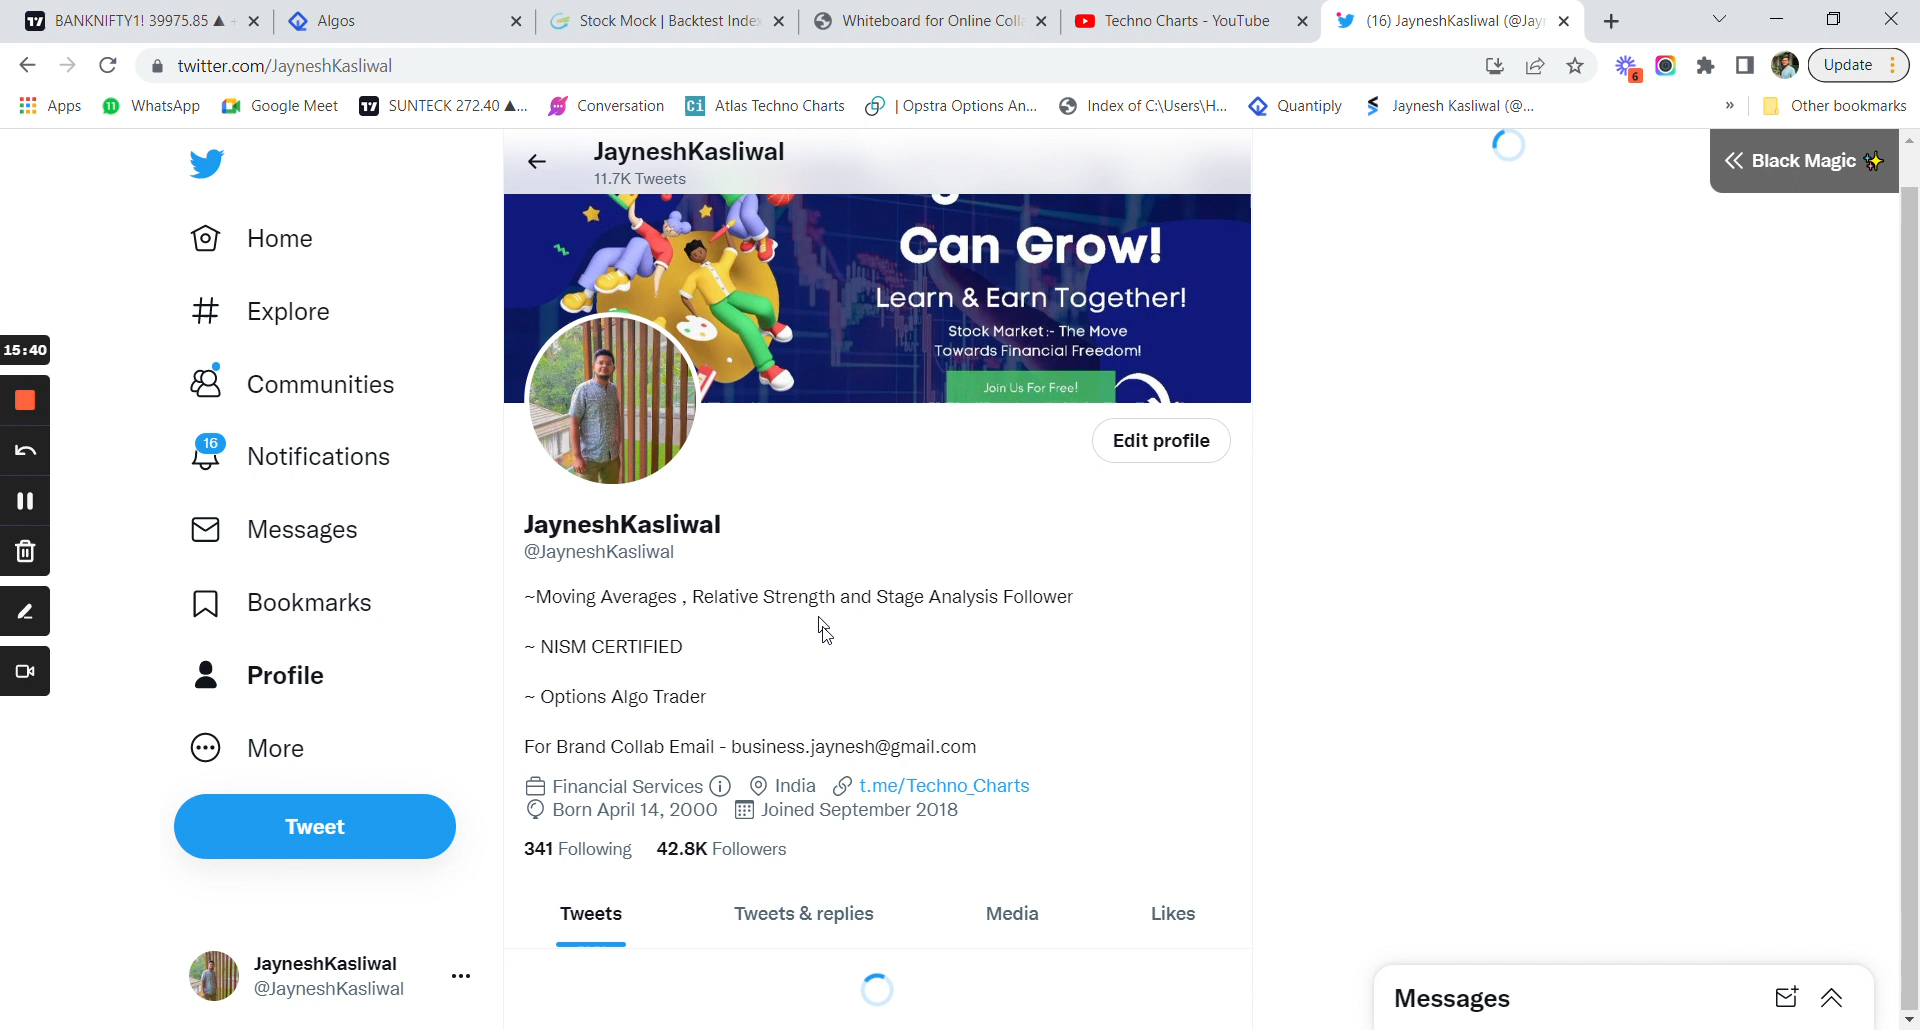 BANKNIFTY1! 39975.85 ▲
Algos
Stock Mock | Backtest Index
Whiteboard for Online Colla
Techno Charts - YouTube
(16) JayneshKasliwal (@Jay
twitter.com/JayneshKasliwal
6
Update
Apps
11 WhatsApp
Google Meet
SUNTECK 272.40 ▲...
Conversation
Ci Atlas Techno Charts
| Opstra Options An...
Index of C:\Users\H...
Quantiply
Jaynesh Kasliwal (@...
»
Other bookmarks
JayneshKasliwal
11.7K Tweets
Black Magic ✨
Can Grow!
Learn & Earn Together!
Stock Market:- The Move
Towards Financial Freedom!
Join Us For Free!
Home
Explore
Communities
16
Notifications
Messages
Bookmarks
Profile
More
Tweet
15:40
Edit profile
JayneshKasliwal
@JayneshKasliwal
~Moving Averages , Relative Strength and Stage Analysis Follower
~ NISM CERTIFIED
~ Options Algo Trader
For Brand Collab Email - business.jaynesh@gmail.com
Financial Services India t.me/Techno_Charts
Born April 14, 2000 Joined September 2018
341 Following 42.8K Followers
Tweets Tweets & replies Media Likes
JayneshKasliwal
@JayneshKasliwal
Messages